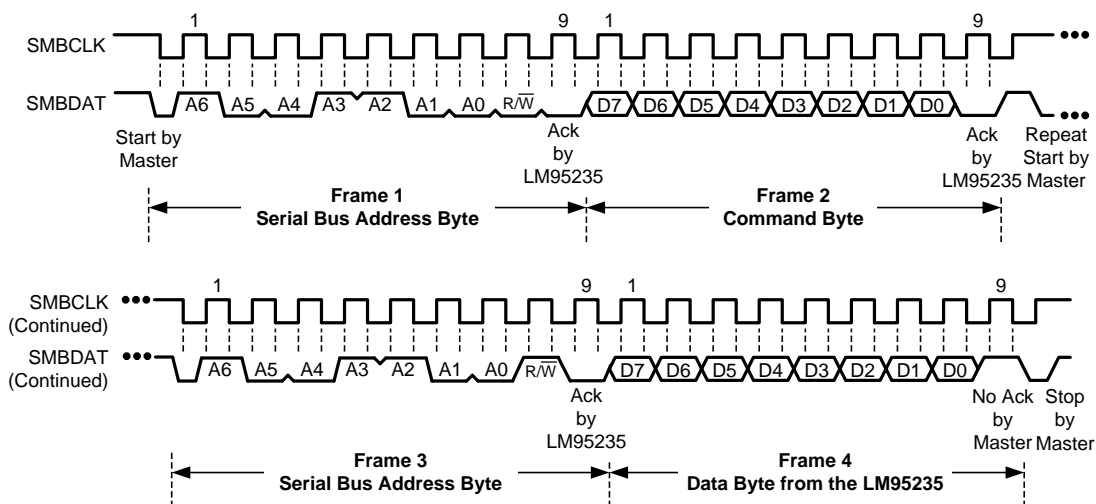 1 9 1 9
SMBCLK •••
SMBDAT A6 A5 A4 A3 A2 A1 A0 R/W̅ D7 D6 D5 D4 D3 D2 D1 D0 •••
Start by
Master
Ack
by
LM95235
Ack
by
LM95235
Repeat
Start by
Master
Frame 1
Serial Bus Address Byte
Frame 2
Command Byte
1 9 1 9
SMBCLK •••
(Continued)
SMBDAT •••
(Continued)
A6 A5 A4 A3 A2 A1 A0 R/W̅ D7 D6 D5 D4 D3 D2 D1 D0
Ack
by
LM95235
No Ack
by
Master
Stop
by
Master
Frame 3
Serial Bus Address Byte
Frame 4
Data Byte from the LM95235